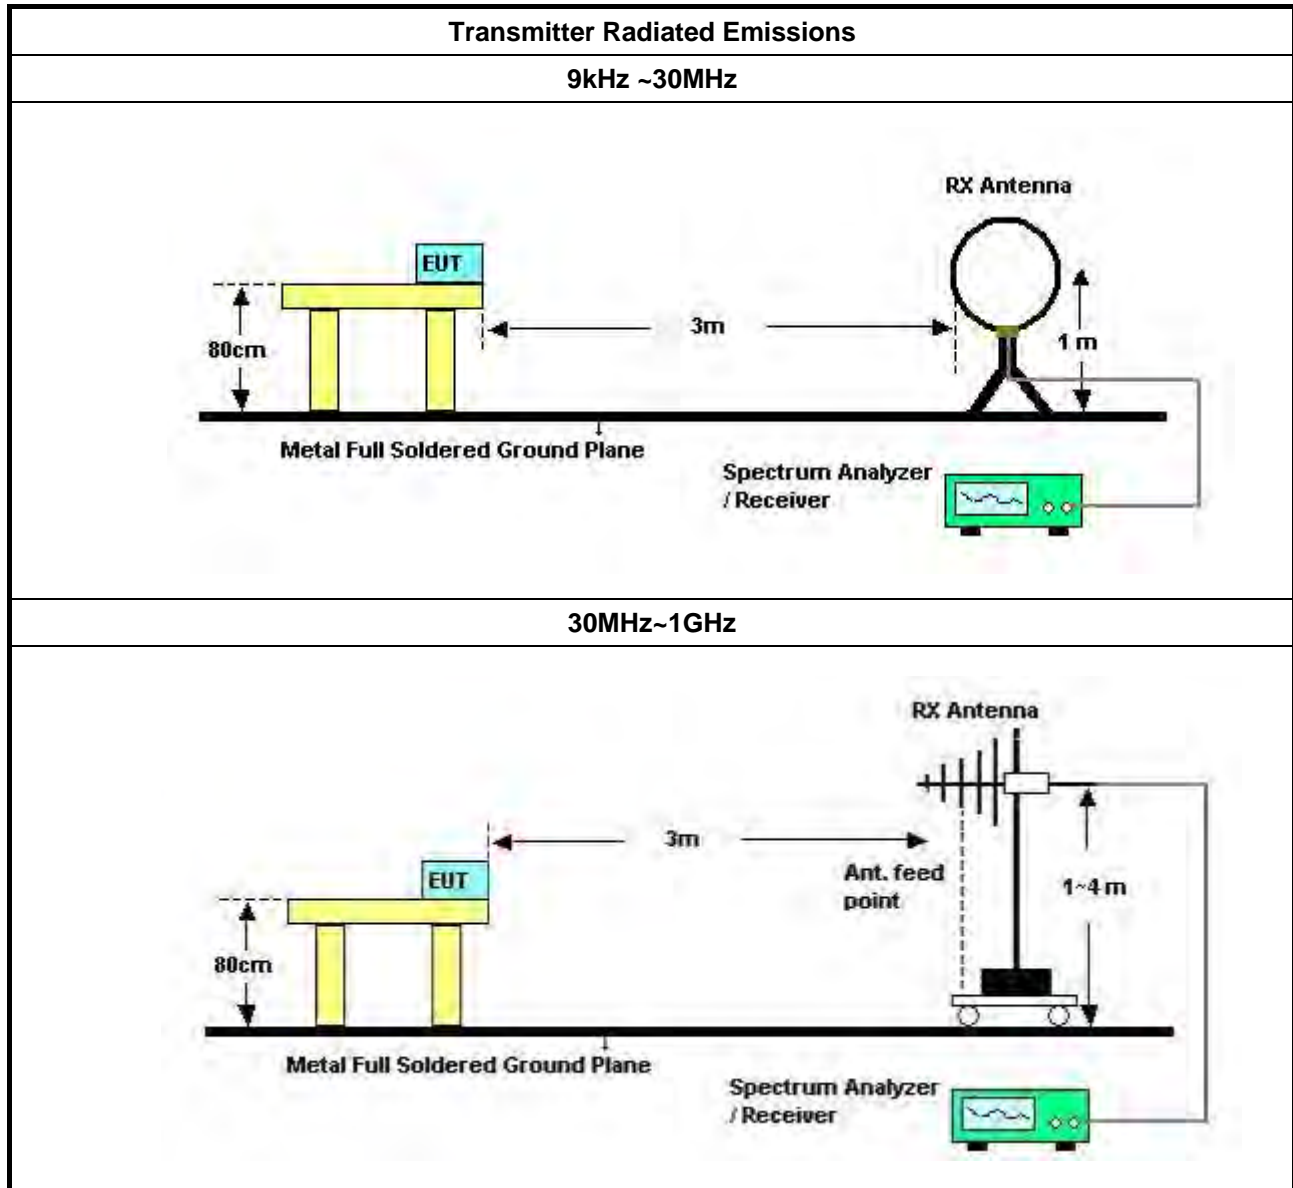 Transmitter Radiated Emissions
9kHz ~30MHz
RX Antenna
EUT
3m
80cm
1 m
Metal Full Soldered Ground Plane
Spectrum Analyzer
/ Receiver
30MHz~1GHz
RX Antenna
3m
EUT
Ant. feed
point
1~4 m
80cm
Metal Full Soldered Ground Plane
Spectrum Analyzer
/ Receiver